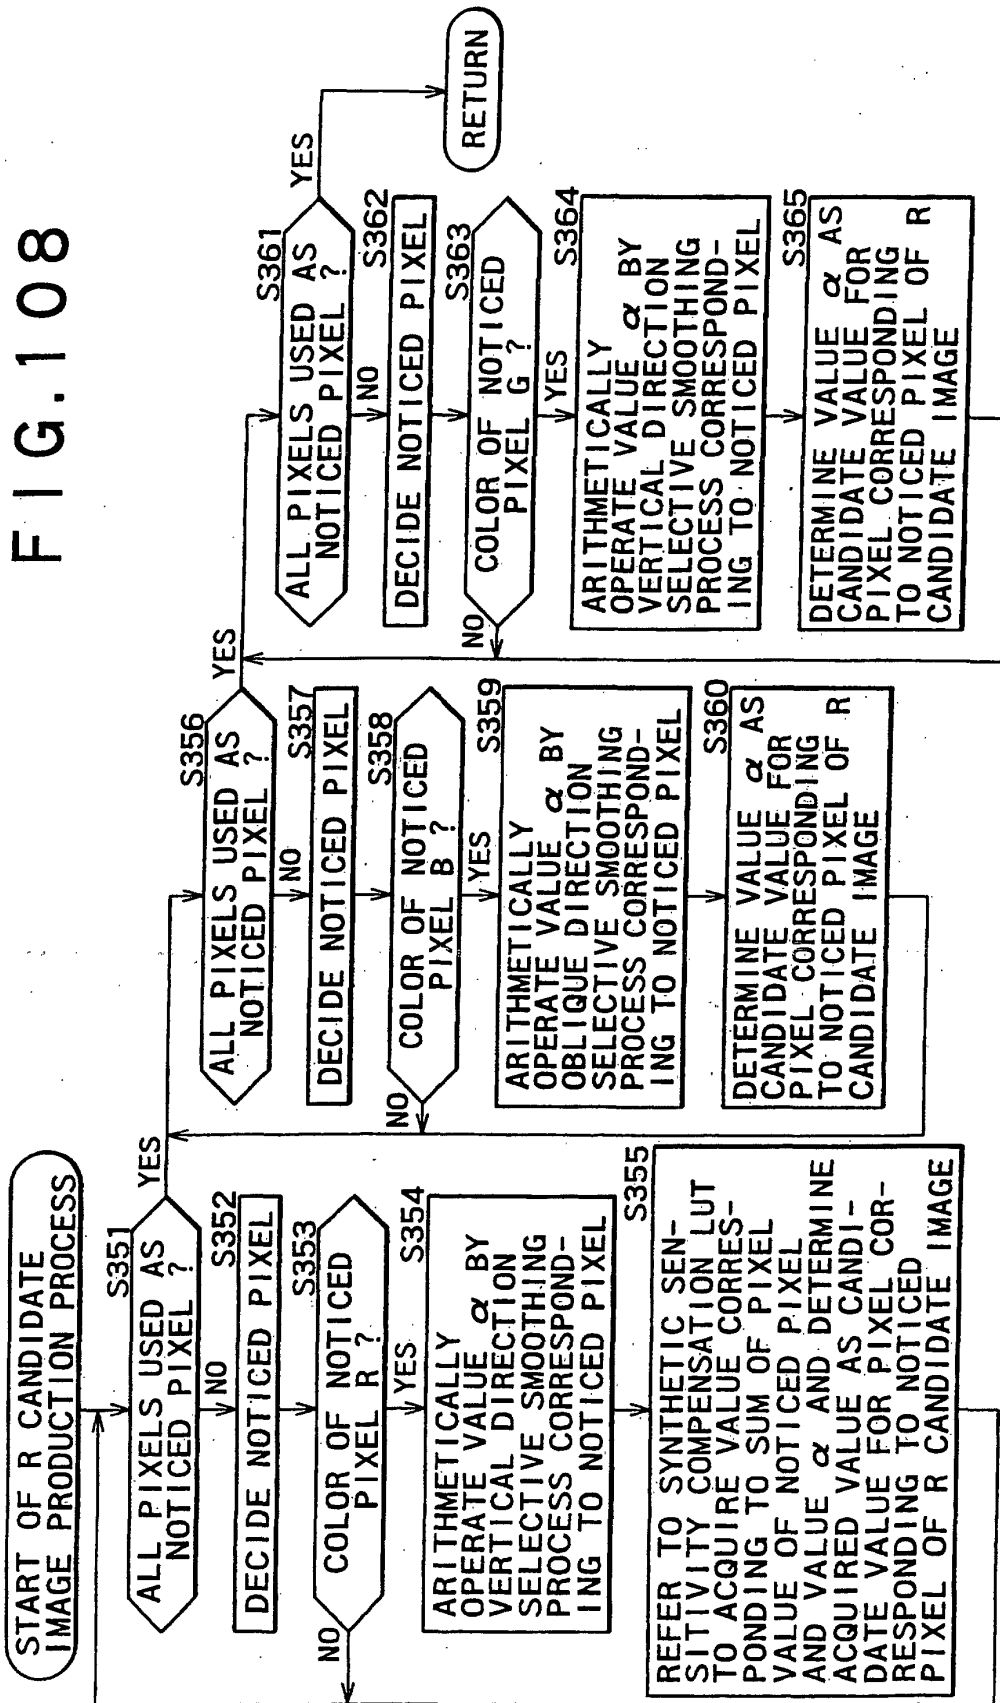 FIG.108
START OF R CANDIDATE
IMAGE PRODUCTION PROCESS
S351
ALL PIXELS USED AS
NOTICED PIXEL ?
YES
NO
S352
DECIDE NOTICED PIXEL
S353
COLOR OF NOTICED
PIXEL R ?
NO
YES
S354
ARITHMETICALLY
OPERATE VALUE α BY
VERTICAL DIRECTION
SELECTIVE SMOOTHING
PROCESS CORRESPOND-
ING TO NOTICED PIXEL
S355
REFER TO SYNTHETIC SEN-
SITIVITY COMPENSATION LUT
TO ACQUIRE VALUE CORRES-
PONDING TO SUM OF PIXEL
VALUE OF NOTICED PIXEL
AND VALUE α AND DETERMINE
ACQUIRED VALUE AS CANDI-
DATE VALUE FOR PIXEL COR-
RESPONDING TO NOTICED
PIXEL OF R CANDIDATE IMAGE
S356
ALL PIXELS USED AS
NOTICED PIXEL ?
YES
NO
S357
DECIDE NOTICED PIXEL
S358
COLOR OF NOTICED
PIXEL B ?
NO
YES
S359
ARITHMETICALLY
OPERATE VALUE α BY
OBLIQUE DIRECTION
SELECTIVE SMOOTHING
PROCESS CORRESPOND-
ING TO NOTICED PIXEL
S360
DETERMINE VALUE α AS
CANDIDATE VALUE FOR
PIXEL CORRESPONDING
TO NOTICED PIXEL OF R
CANDIDATE IMAGE
S361
ALL PIXELS USED AS
NOTICED PIXEL ?
YES
NO
S362
DECIDE NOTICED PIXEL
S363
COLOR OF NOTICED
PIXEL G ?
NO
YES
S364
ARITHMETICALLY
OPERATE VALUE α BY
VERTICAL DIRECTION
SELECTIVE SMOOTHING
PROCESS CORRESPOND-
ING TO NOTICED PIXEL
S365
DETERMINE VALUE α AS
CANDIDATE VALUE FOR
PIXEL CORRESPONDING
TO NOTICED PIXEL OF R
CANDIDATE IMAGE
RETURN